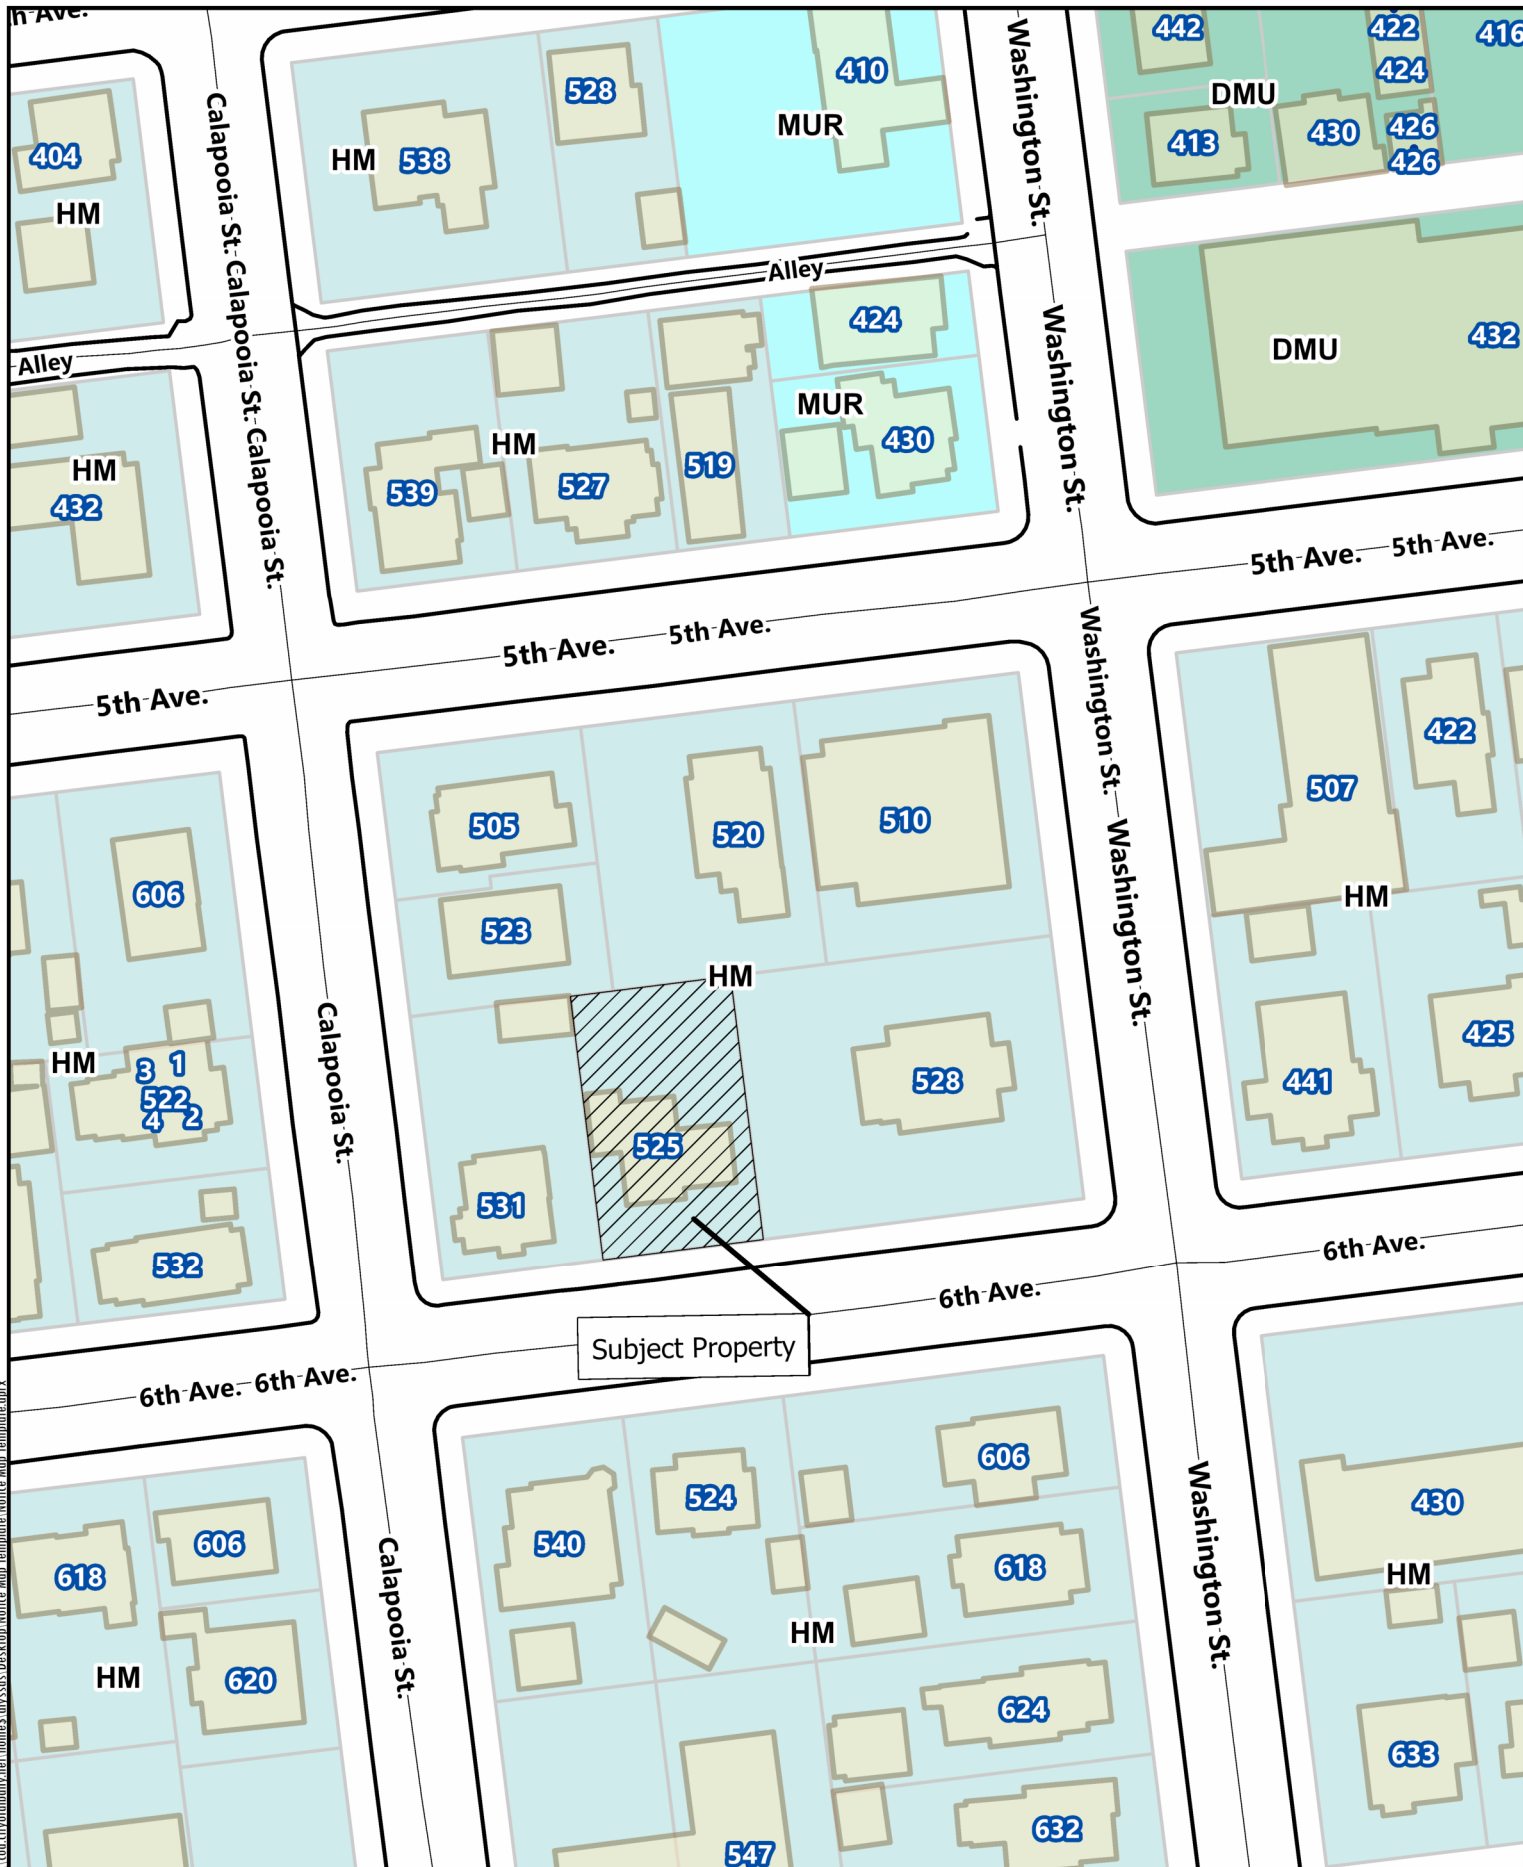 h Ave.
442
422
416
424
DMU
410
528
MUR
HM
538
413
430
426
426
404
HM
Calapooia St.
Calapooia St.
Calapooia St.
Washington St.
Alley
Alley
424
MUR
430
Washington St.
DMU
432
HM
432
HM
539
527
519
5th Ave.
5th Ave.
5th Ave.
5th Ave.
5th Ave.
Washington St.
Washington St.
505
520
510
523
507
422
HM
606
HM
HM
3
1
522
4
2
Calapooia St.
525
528
531
441
425
532
6th Ave.
6th Ave.
Subject Property
6th Ave.
6th Ave.
606
618
HM
620
Calapooia St.
540
524
606
618
HM
624
632
547
Washington St.
430
HM
633